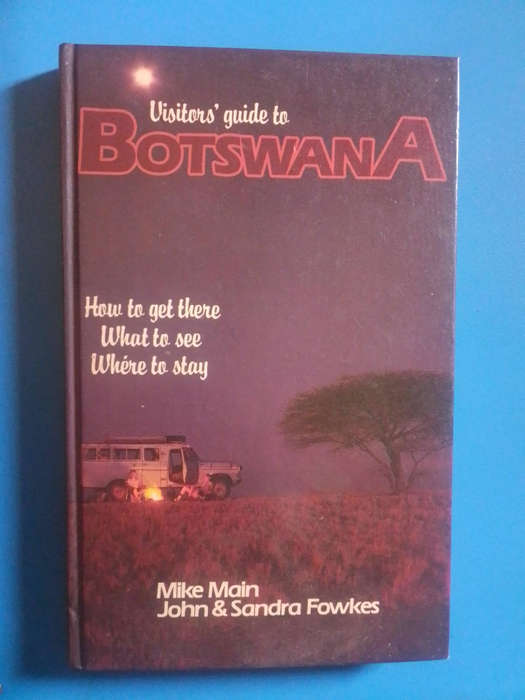 Visitors' guide to
BOTSWANA
How to get there
What to see
Whére to stay
Mike Main
John & Sandra Fowkes